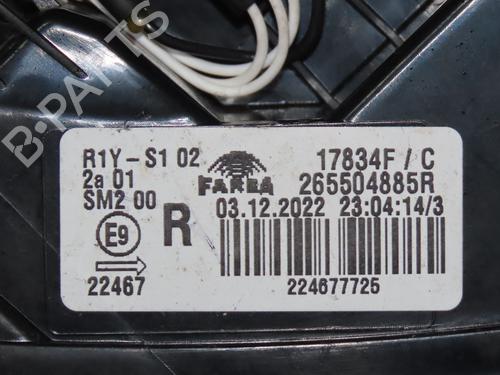 B-PARTS
R1Y-S1 02
2a 01
SM2 00
E9
22467
R
FARBA
17834F / C
265504885R
03.12.2022 23:04:14/3
224677725